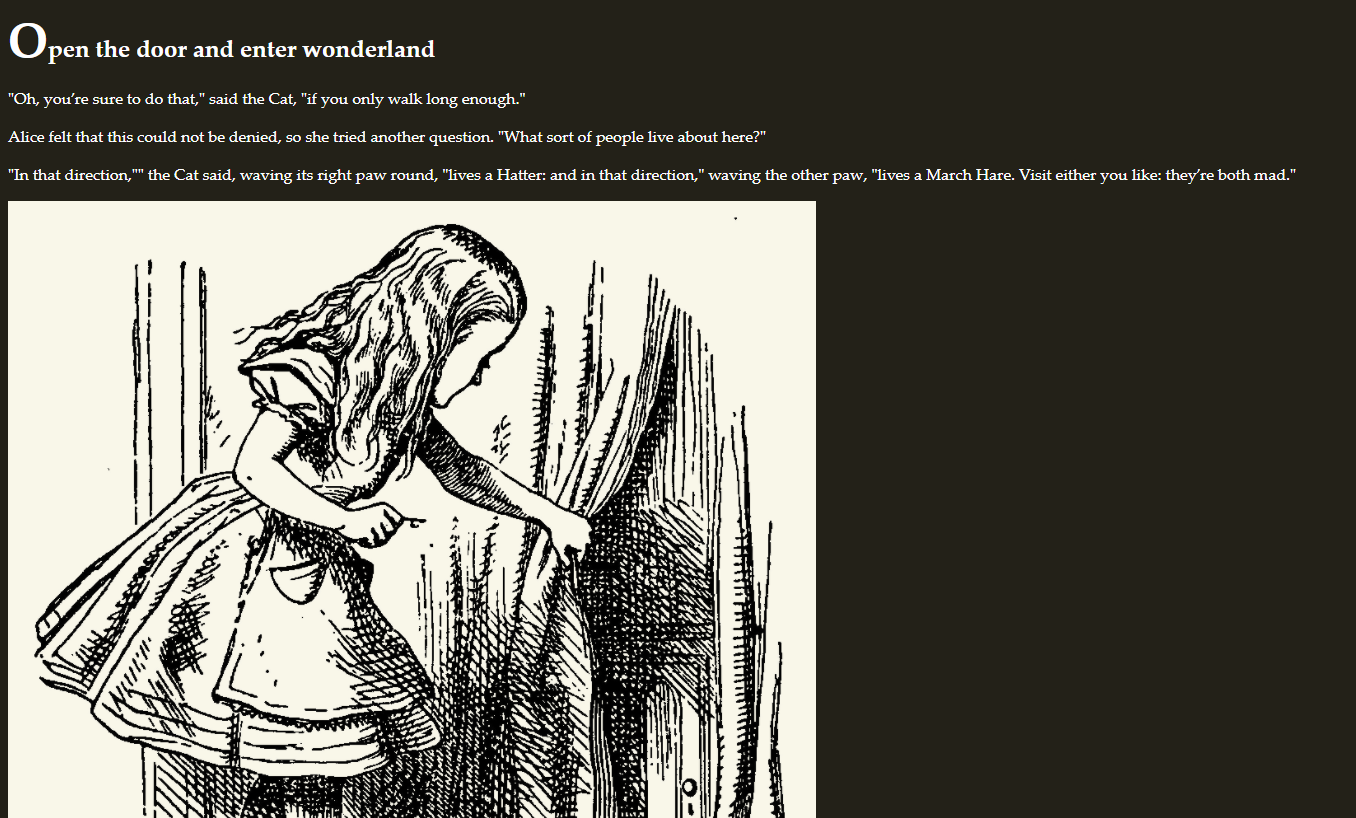 Open the door and enter wonderland
"Oh, you’re sure to do that," said the Cat, "if you only walk long enough."
Alice felt that this could not be denied, so she tried another question. "What sort of people live about here?"
"In that direction,"" the Cat said, waving its right paw round, "lives a Hatter: and in that direction," waving the other paw, "lives a March Hare. Visit either you like: they’re both mad."